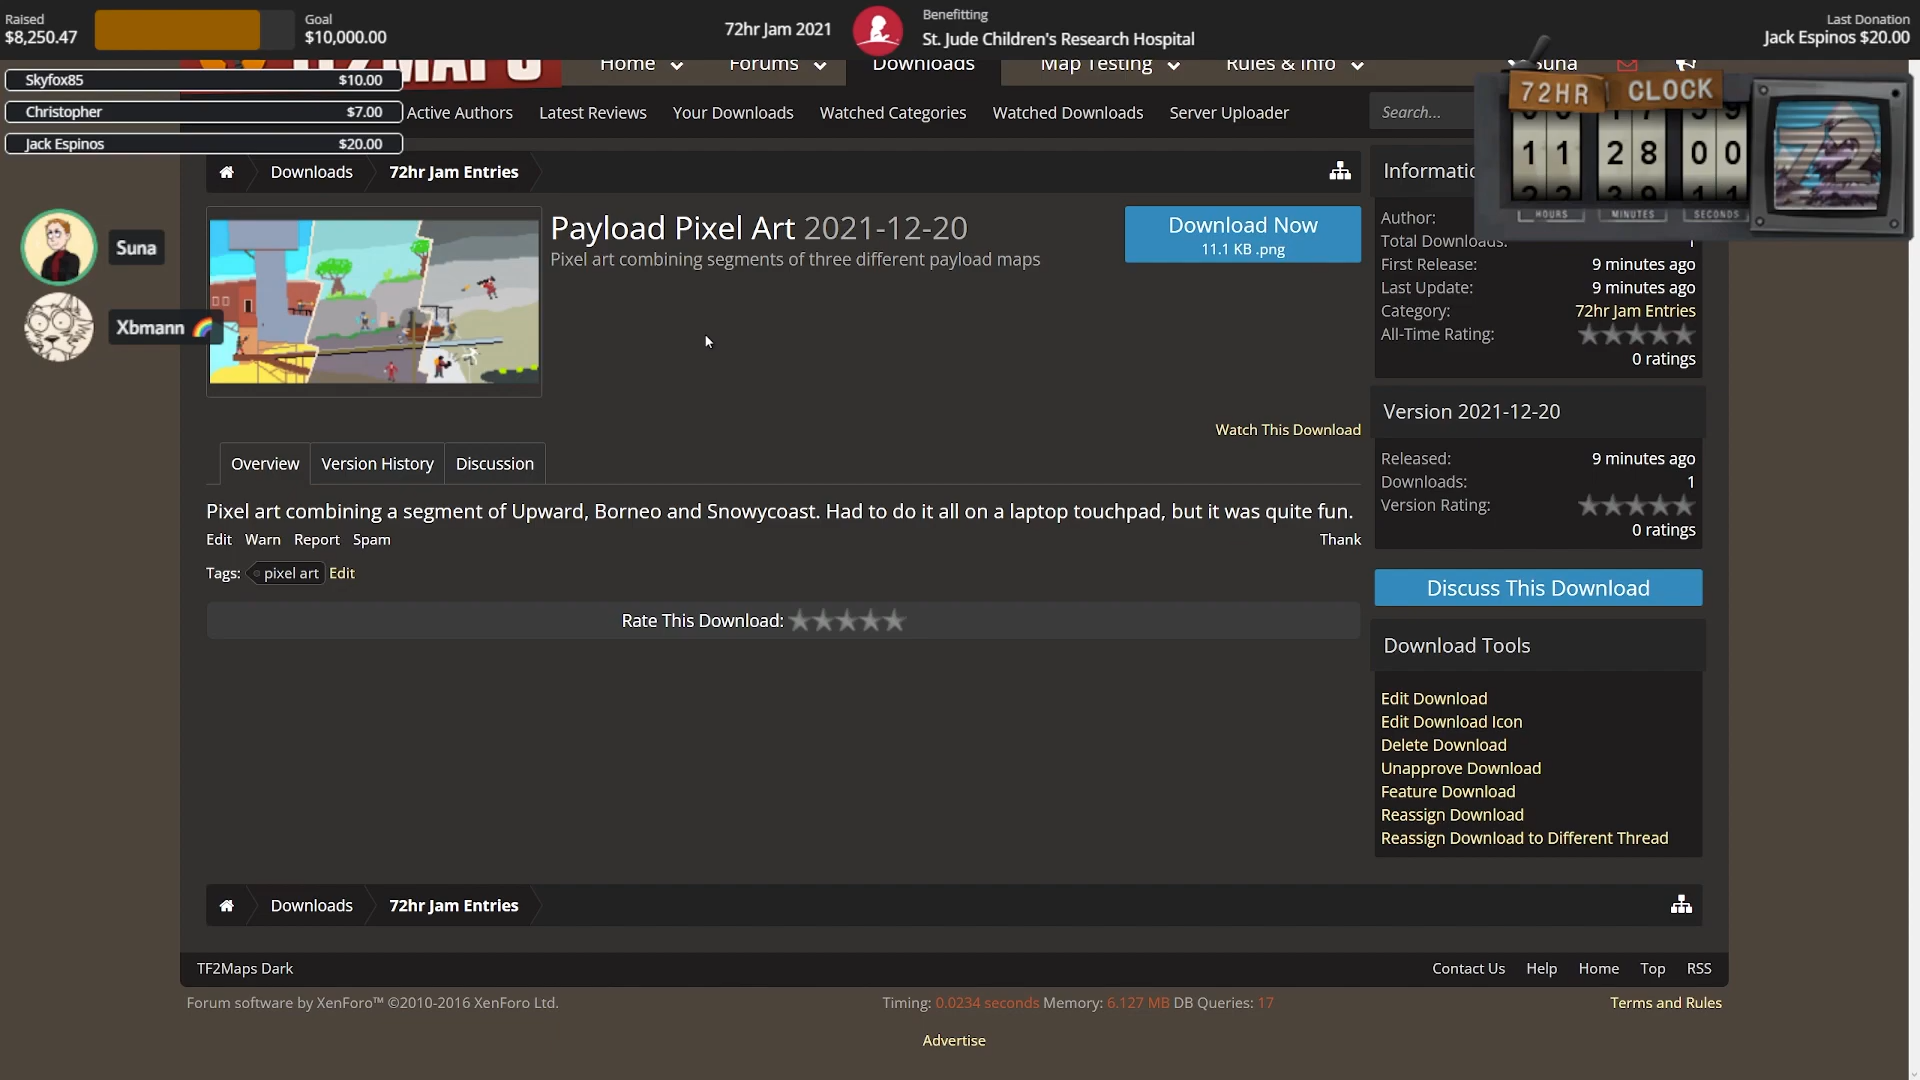 Raised
$8,250.47
Goal
$10,000.00
72hr Jam 2021
Benefitting
St. Jude Children's Research Hospital
Last Donation
Jack Espinos $20.00
Skyfox85 $10.00
Christopher $7.00
Jack Espinos $20.00
Home
Forums
Downloads
Map Testing
Rules & Info
Suna
Active Authors
Latest Reviews
Your Downloads
Watched Categories
Watched Downloads
Server Uploader
Search...
72HR CLOCK
11 28 00
HOURS MINUTES SECONDS
72
Downloads
72hr Jam Entries
Suna
Xbmann
Payload Pixel Art 2021-12-20
Pixel art combining segments of three different payload maps
Download Now
11.1 KB .png
Watch This Download
Overview
Version History
Discussion
Pixel art combining a segment of Upward, Borneo and Snowycoast. Had to do it all on a laptop touchpad, but it was quite fun.
Edit Warn Report Spam
Thank
Tags: pixel art Edit
Rate This Download:
Author:
Total Downloads: 1
First Release: 9 minutes ago
Last Update: 9 minutes ago
Category: 72hr Jam Entries
All-Time Rating:
0 ratings
Version 2021-12-20
Released: 9 minutes ago
Downloads: 1
Version Rating:
0 ratings
Discuss This Download
Download Tools
Edit Download
Edit Download Icon
Delete Download
Unapprove Download
Feature Download
Reassign Download
Reassign Download to Different Thread
Downloads
72hr Jam Entries
TF2Maps Dark
Contact Us
Help
Home
Top
RSS
Forum software by XenForo™ ©2010-2016 XenForo Ltd.
Timing: 0.0234 seconds Memory: 6.127 MB DB Queries: 17
Terms and Rules
Advertise